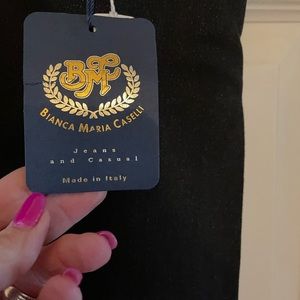 BMC
BIANCA MARIA CASELLI
Jeans
and Casual
Made in Italy